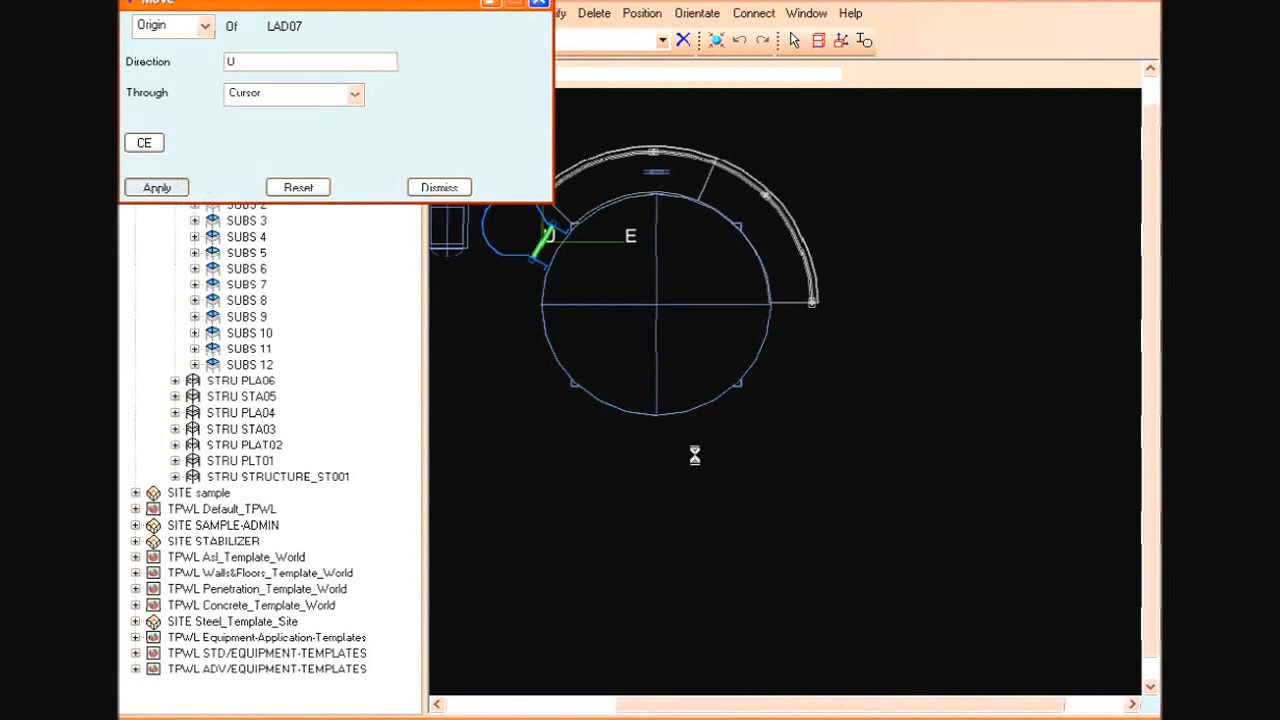 Move
Origin Of LAD07
Direction U
Through Cursor
CE
Apply Reset Dismiss
Delete Position Orientate Connect Window Help
U E
SUBS 2
SUBS 3
SUBS 4
SUBS 5
SUBS 6
SUBS 7
SUBS 8
SUBS 9
SUBS 10
SUBS 11
SUBS 12
STRU PLA06
STRU STA05
STRU PLA04
STRU STA03
STRU PLAT02
STRU PLT01
STRU STRUCTURE_ST001
SITE sample
TPWL Default_TPWL
SITE SAMPLE-ADMIN
SITE STABILIZER
TPWL Asl_Template_World
TPWL Walls&Floors_Template_World
TPWL Penetration_Template_World
TPWL Concrete_Template_World
SITE Steel_Template_Site
TPWL Equipment-Application-Templates
TPWL STD/EQUIPMENT-TEMPLATES
TPWL ADV/EQUIPMENT-TEMPLATES